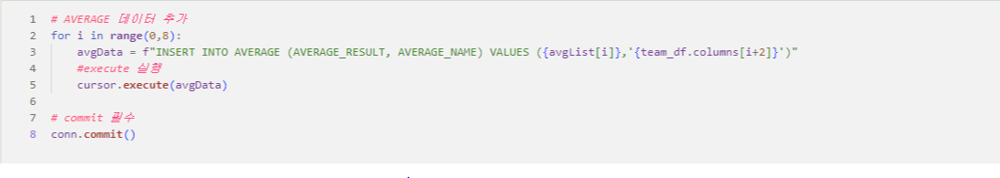 1 # AVERAGE 데이터 추가
2 for i in range(0,8):
3 avgData = f"INSERT INTO AVERAGE (AVERAGE_RESULT, AVERAGE_NAME) VALUES ({avgList[i]},'{team_df.columns[i+2]}')"
4 #execute 실행
5 cursor.execute(avgData)
6
7 # commit 필수
8 conn.commit()